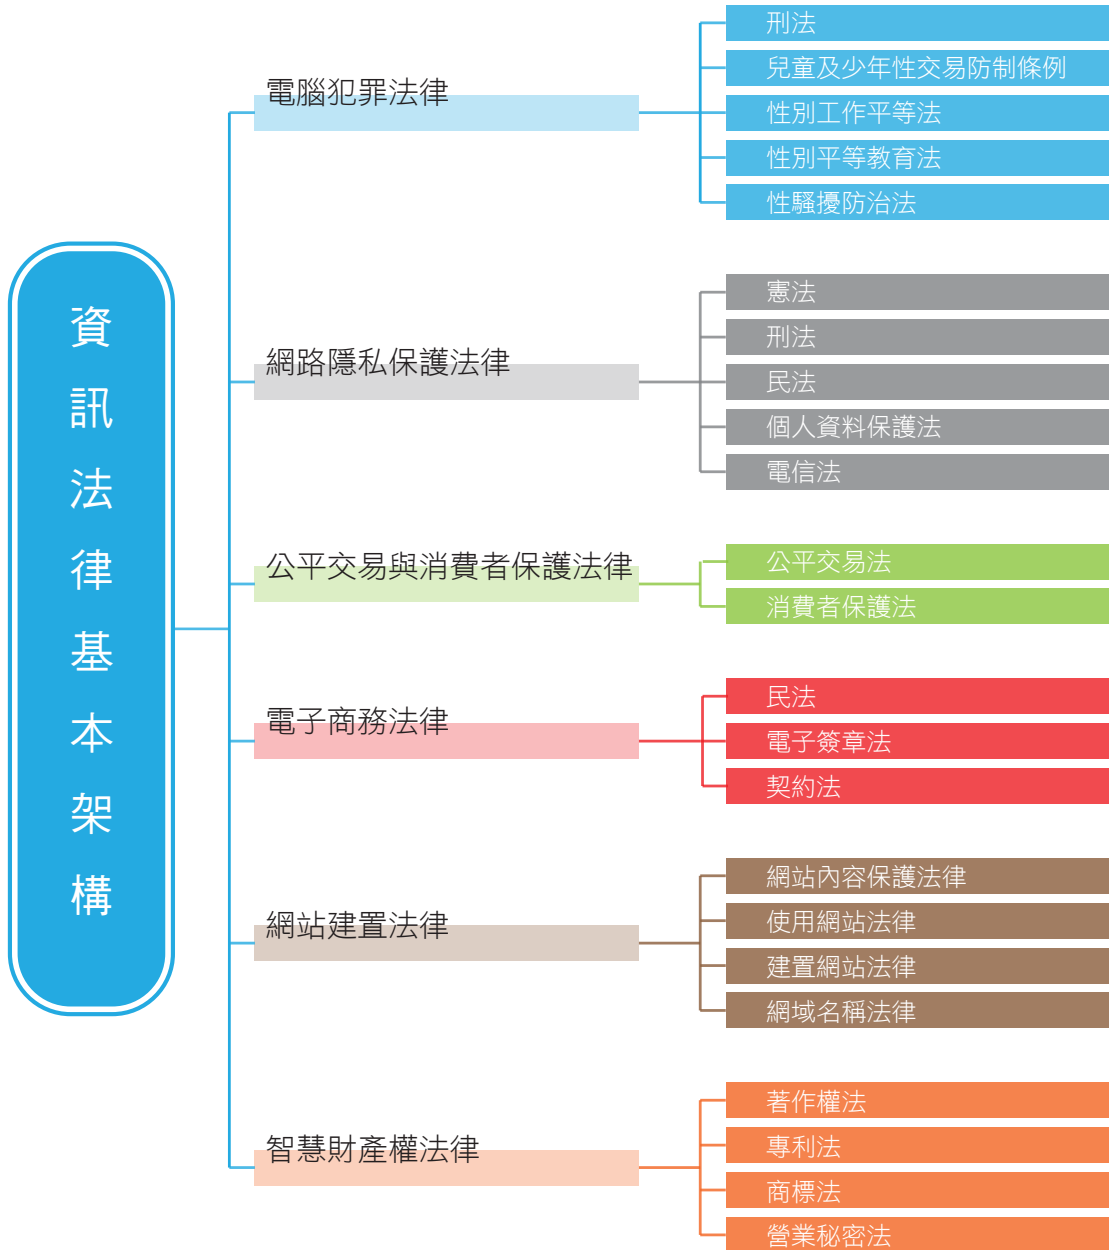 資訊法律基本架構
電腦犯罪法律
刑法
兒童及少年性交易防制條例
性別工作平等法
性別平等教育法
性騷擾防治法
網路隱私保護法律
憲法
刑法
民法
個人資料保護法
電信法
公平交易與消費者保護法律
公平交易法
消費者保護法
電子商務法律
民法
電子簽章法
契約法
網站建置法律
網站內容保護法律
使用網站法律
建置網站法律
網域名稱法律
智慧財產權法律
著作權法
專利法
商標法
營業秘密法